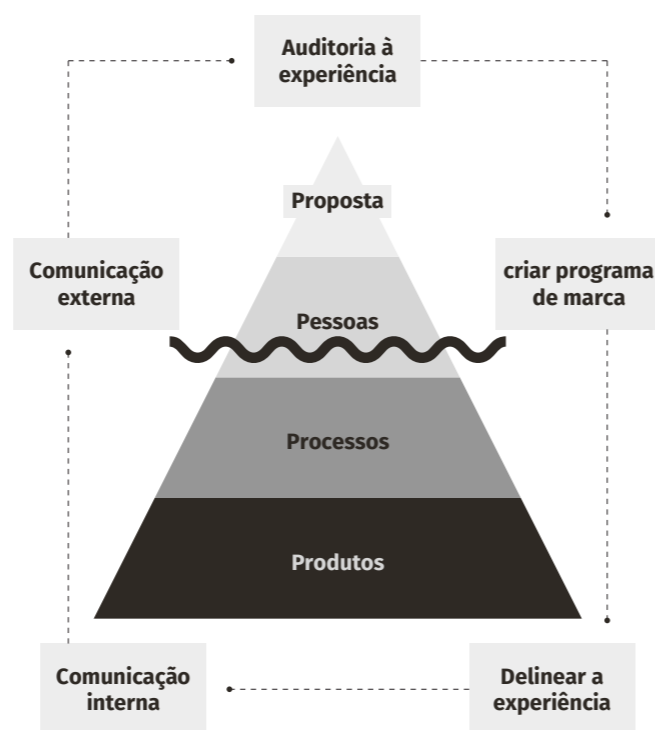 Auditoria à
experiência
Proposta
Comunicação
externa
criar programa
de marca
Pessoas
Processos
Produtos
Comunicação
interna
Delinear a
experiência